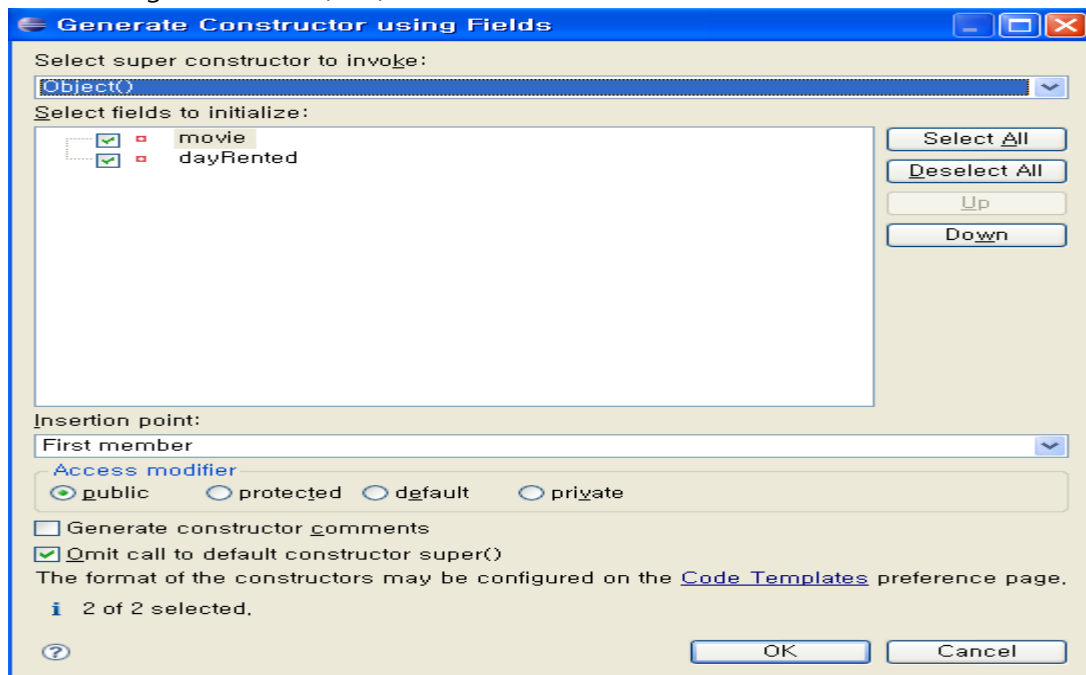 Generate Constructor using Fields
Select super constructor to invoke:
Object()
Select fields to initialize:
movie
dayRented
Select All
Deselect All
Up
Down
Insertion point:
First member
Access modifier
public protected default private
Generate constructor comments
Omit call to default constructor super()
The format of the constructors may be configured on the Code Templates preference page.
i 2 of 2 selected.
? OK Cancel